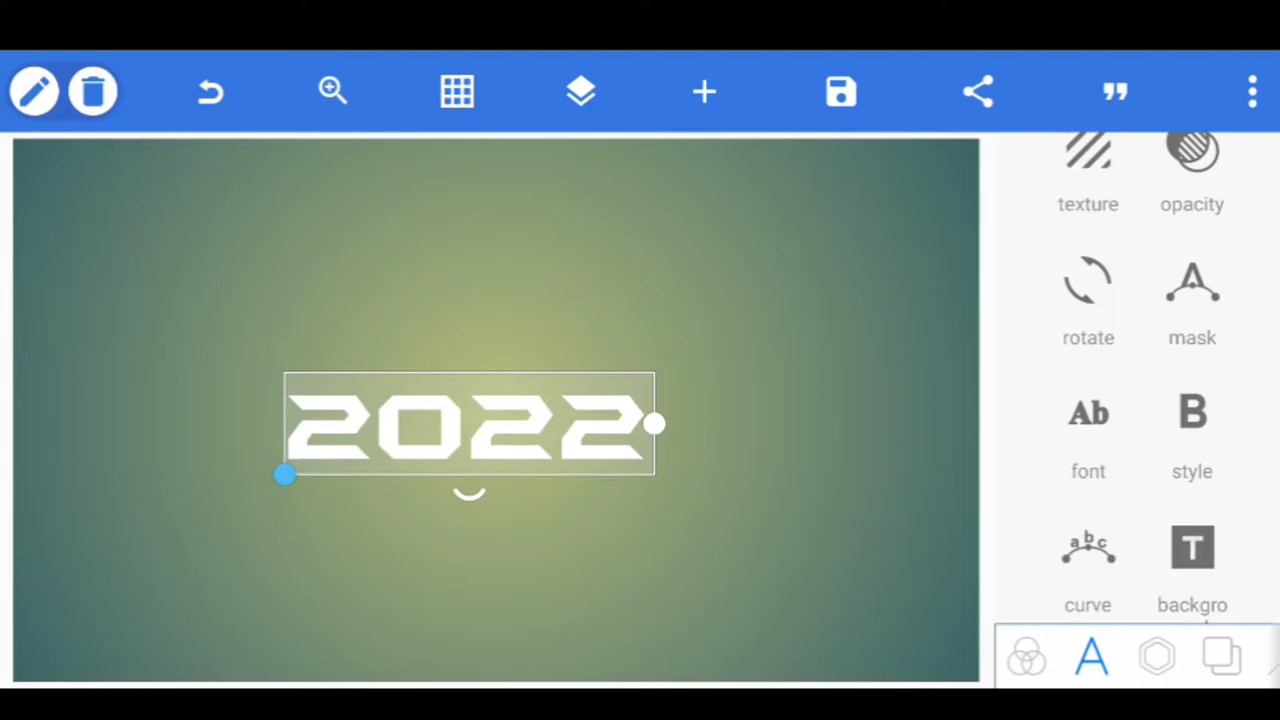 texture opacity
rotate mask
2022
Ab B
font style
abc T
curve backgro
A